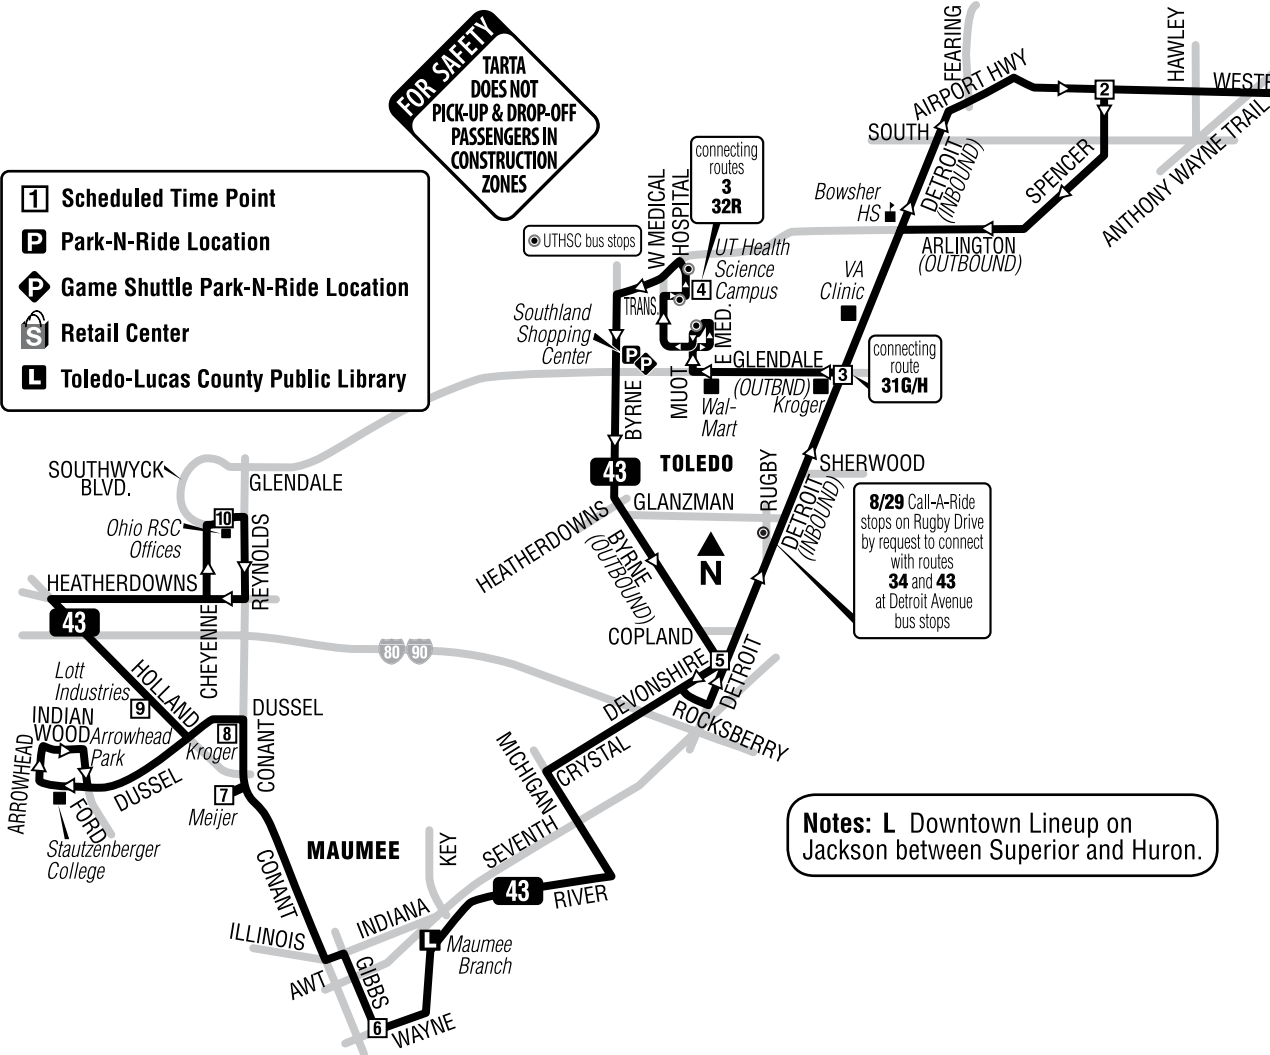 FOR SAFETY
TARTA
DOES NOT
PICK-UP & DROP-OFF
PASSENGERS IN
CONSTRUCTION
ZONES
1 Scheduled Time Point
P Park-N-Ride Location
P Game Shuttle Park-N-Ride Location
S Retail Center
L Toledo-Lucas County Public Library
FEARING
HAWLEY
AIRPORT HWY
2
WESTE
SOUTH
DETROIT
(INBOUND)
SPENCER
ANTHONY WAYNE TRAIL
connecting
routes
3
32R
Bowsher
HS
ARLINGTON
(OUTBOUND)
UTHSC bus stops
W MEDICAL
HOSPITAL
UT Health
Science
Campus
4
TRANS.
VA
Clinic
Southland
Shopping
Center
P
P
E MED.
MUOT
GLENDALE
(OUTBND)
3
connecting
route
31G/H
Wal-
Mart
Kroger
BYRNE
43
TOLEDO
RUGBY
SHERWOOD
GLANZMAN
HEATHERDOWNS
BYRNE
(OUTBOUND)
DETROIT
(INBOUND)
N
8/29 Call-A-Ride
stops on Rugby Drive
by request to connect
with routes
34 and 43
at Detroit Avenue
bus stops
SOUTHWYCK
BLVD.
GLENDALE
10
Ohio RSC
Offices
REYNOLDS
HEATHERDOWNS
43
CHEYENNE
80 90
COPLAND
5
DEVONSHIRE
DETROIT
ROCKSBERRY
Lott
Industries
9
HOLLAND
DUSSEL
INDIAN
WOOD
Arrowhead
Park
8
Kroger
CONANT
ARROWHEAD
DUSSEL
FORD
7
Meijer
Stautzenberger
College
MICHIGAN
CRYSTAL
MAUMEE
KEY
SEVENTH
43
RIVER
CONANT
ILLINOIS
INDIANA
L
Maumee
Branch
AWT
GIBBS
6
WAYNE
Notes: L Downtown Lineup on
Jackson between Superior and Huron.